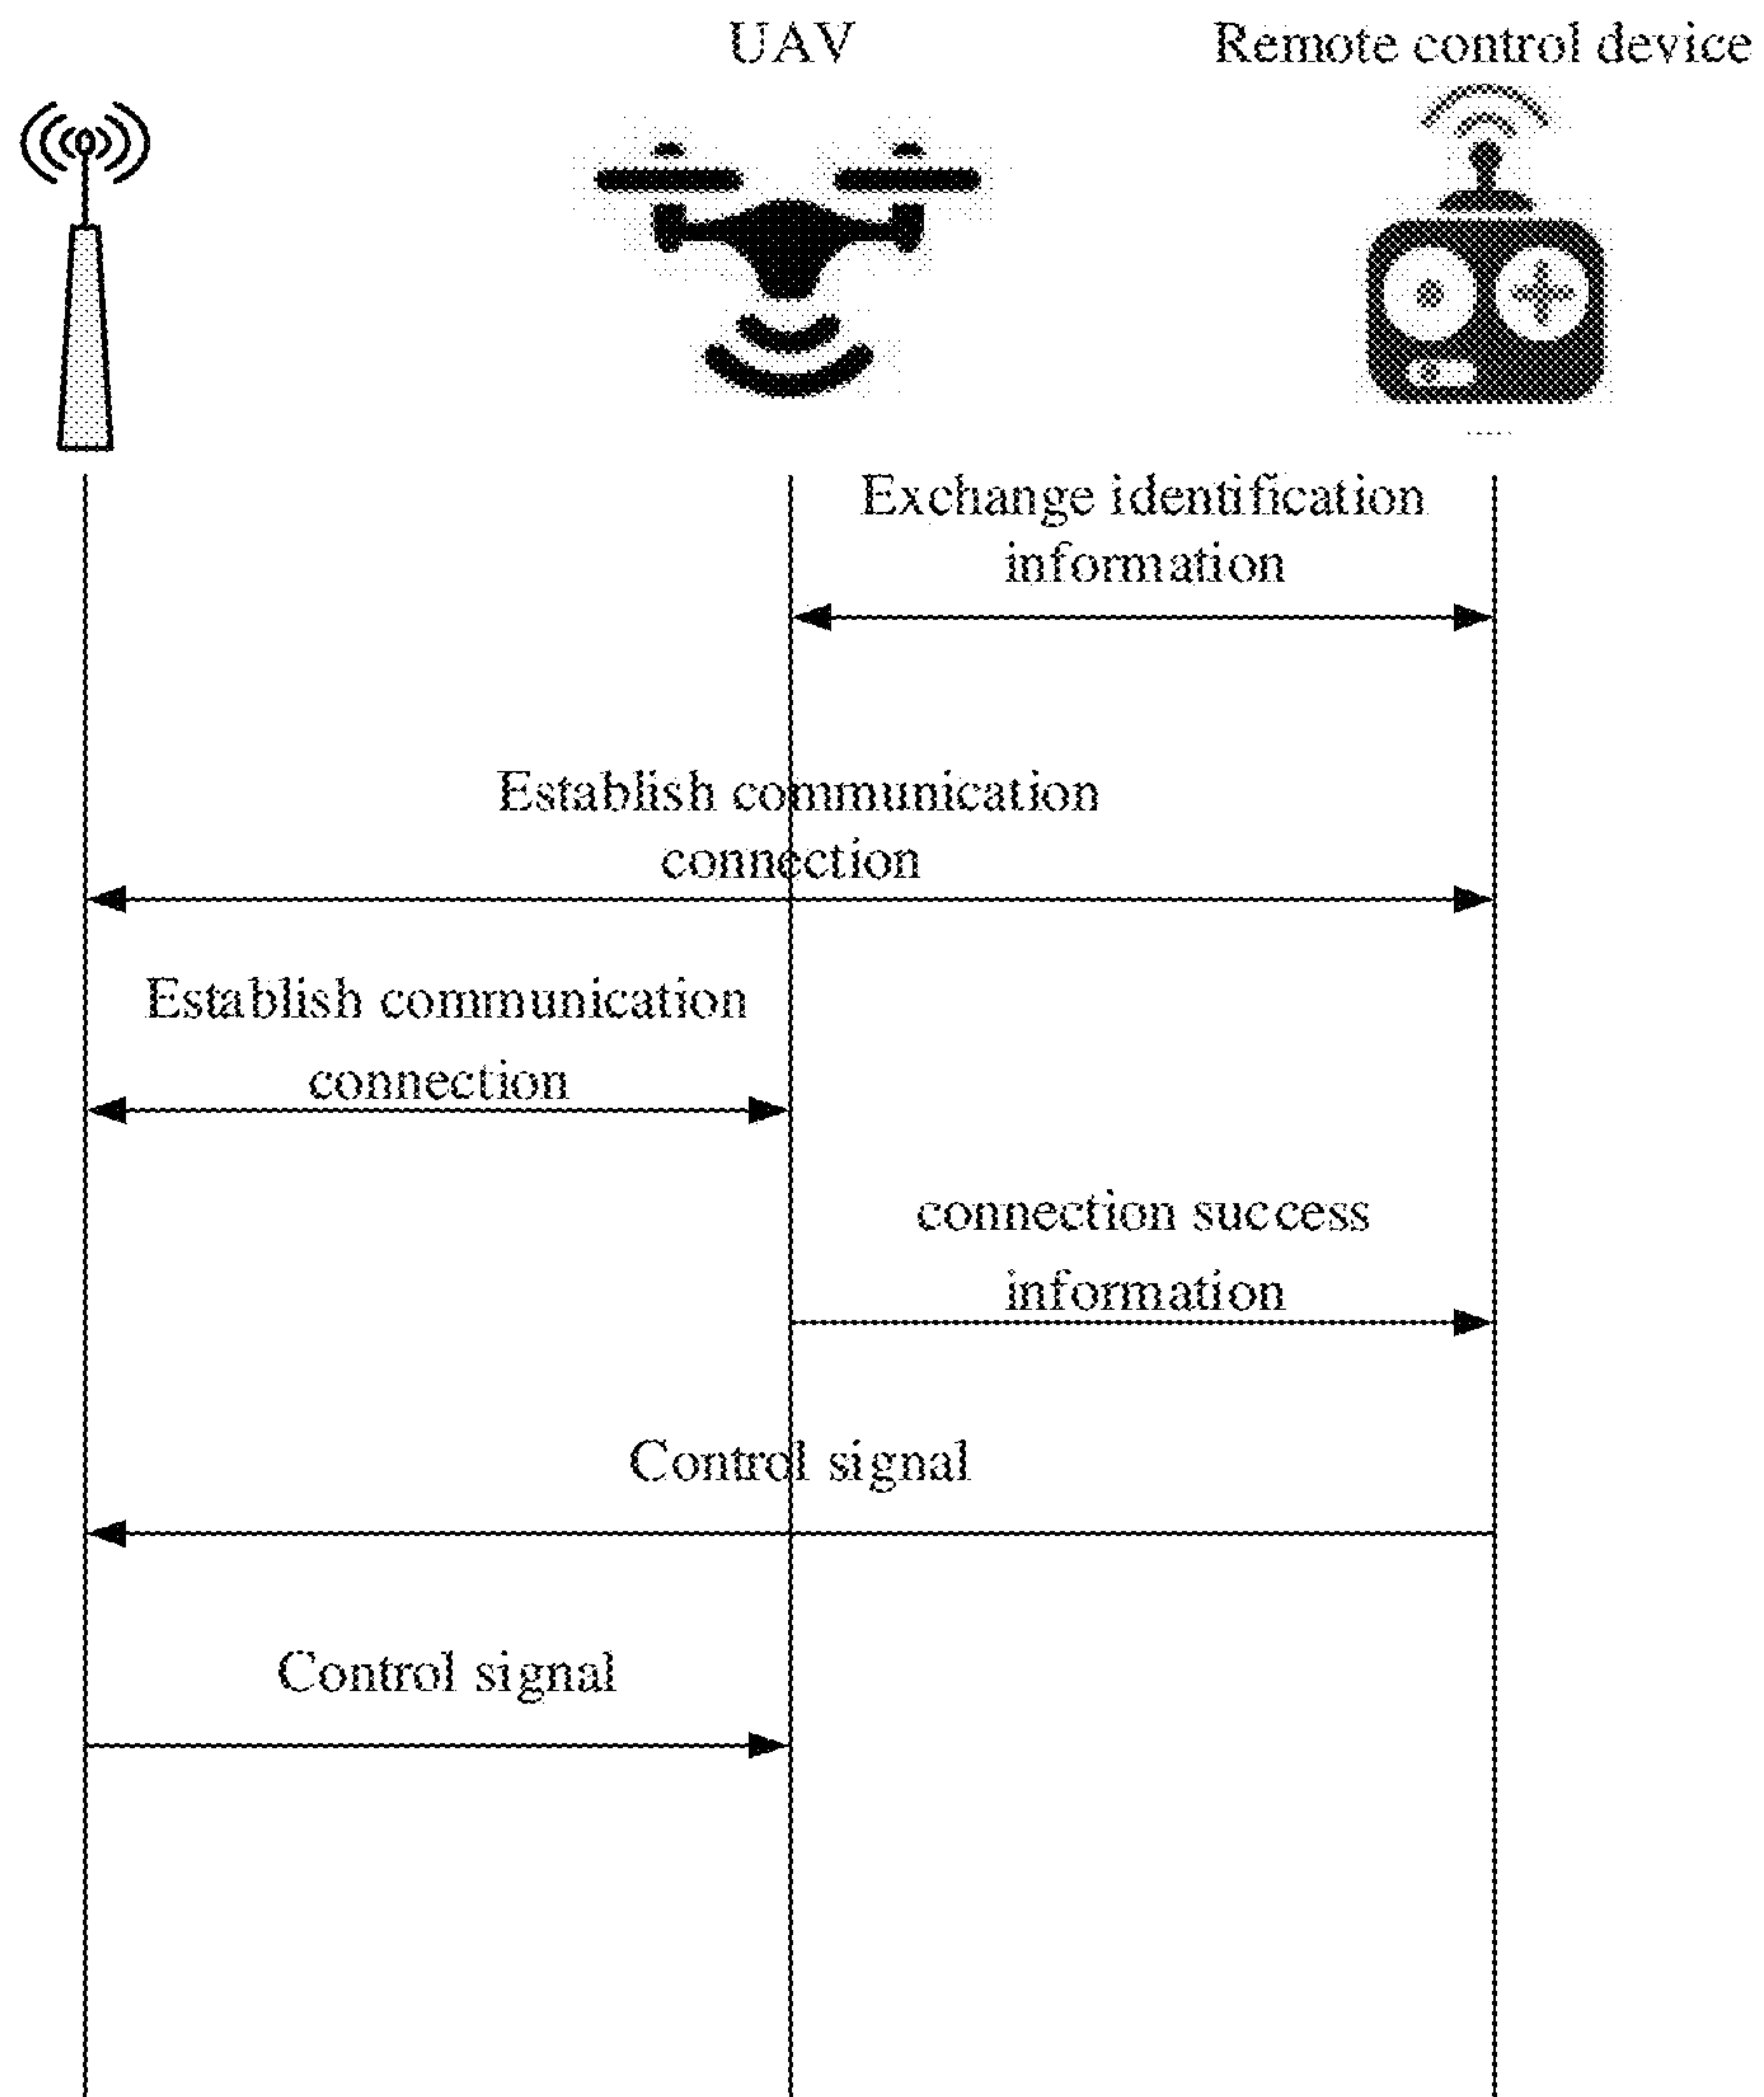 UAV
Remote control device
Exchange identification
information
Establish communication
connection
Establish communication
connection
connection success
information
Control signal
Control signal